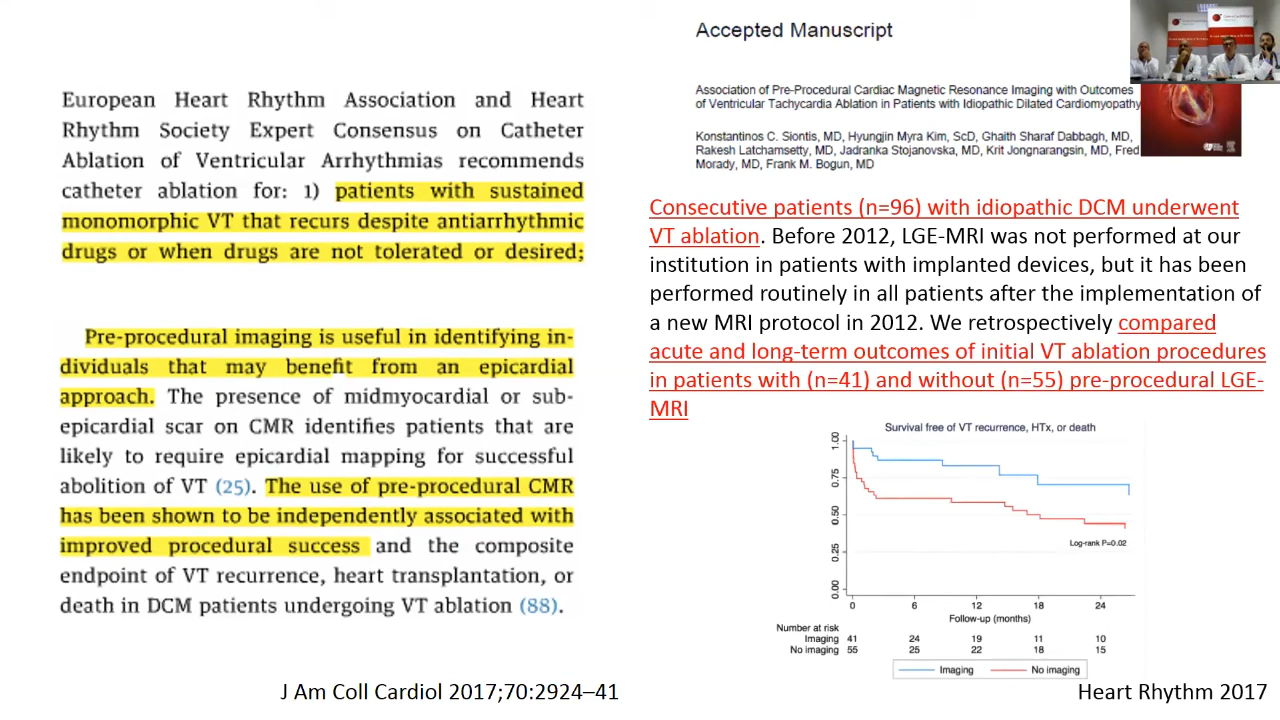 European Heart Rhythm Association and Heart
Rhythm Society Expert Consensus on Catheter
Ablation of Ventricular Arrhythmias recommends
catheter ablation for: 1) patients with sustained
monomorphic VT that recurs despite antiarrhythmic
drugs or when drugs are not tolerated or desired;
Pre-procedural imaging is useful in identifying in-
dividuals that may benefit from an epicardial
approach. The presence of midmyocardial or sub-
epicardial scar on CMR identifies patients that are
likely to require epicardial mapping for successful
abolition of VT (25). The use of pre-procedural CMR
has been shown to be independently associated with
improved procedural success and the composite
endpoint of VT recurrence, heart transplantation, or
death in DCM patients undergoing VT ablation (88).
J Am Coll Cardiol 2017;70:2924–41
Accepted Manuscript
Association of Pre-Procedural Cardiac Magnetic Resonance Imaging with Outcomes
of Ventricular Tachycardia Ablation in Patients with Idiopathic Dilated Cardiomyopathy
Konstantinos C. Siontis, MD, Hyungjin Myra Kim, ScD, Ghaith Sharaf Dabbagh, MD,
Rakesh Latchamsetty, MD, Jadranka Stojanovska, MD, Krit Jongnarangsin, MD, Fred
Morady, MD, Frank M. Bogun, MD
Consecutive patients (n=96) with idiopathic DCM underwent
VT ablation. Before 2012, LGE-MRI was not performed at our
institution in patients with implanted devices, but it has been
performed routinely in all patients after the implementation of
a new MRI protocol in 2012. We retrospectively compared
acute and long-term outcomes of initial VT ablation procedures
in patients with (n=41) and without (n=55) pre-procedural LGE-
MRI
Survival free of VT recurrence, HTx, or death
1.00
0.75
0.50
0.25
0.00
Log-rank P=0.02
0 6 12 18 24
Follow-up (months)
Number at risk
Imaging 41 24 19 11 10
No imaging 55 25 22 18 15
Imaging No imaging
Heart Rhythm 2017